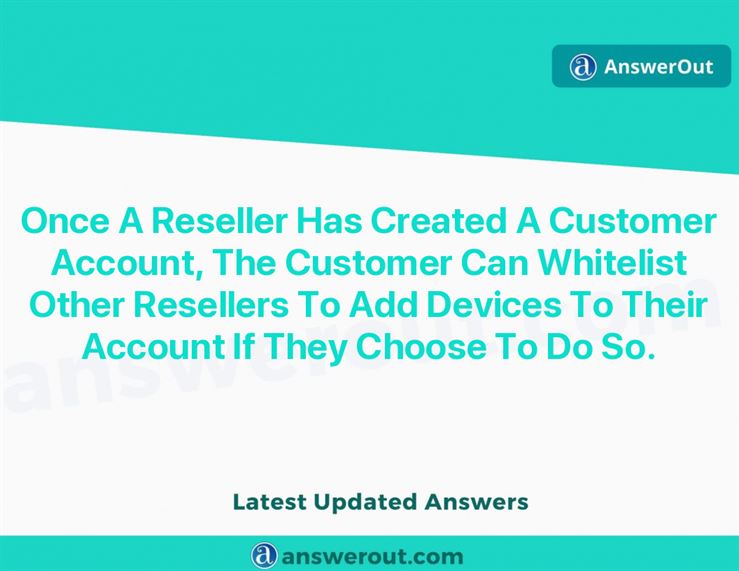 AnswerOut
Once A Reseller Has Created A Customer
Account, The Customer Can Whitelist
Other Resellers To Add Devices To Their
Account If They Choose To Do So.
answerout.com
Latest Updated Answers
answerout.com